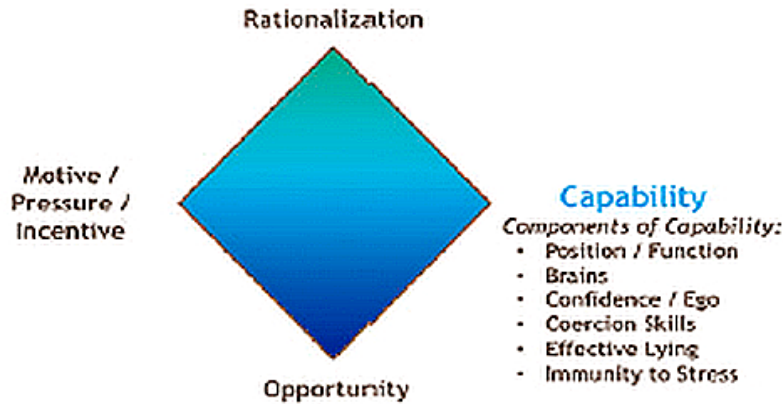 Rationalization
Motive /
Pressure /
Incentive
Capability
Components of Capability:
• Position / Function
• Brains
• Confidence / Ego
• Coercion Skills
• Effective Lying
• Immunity to Stress
Opportunity